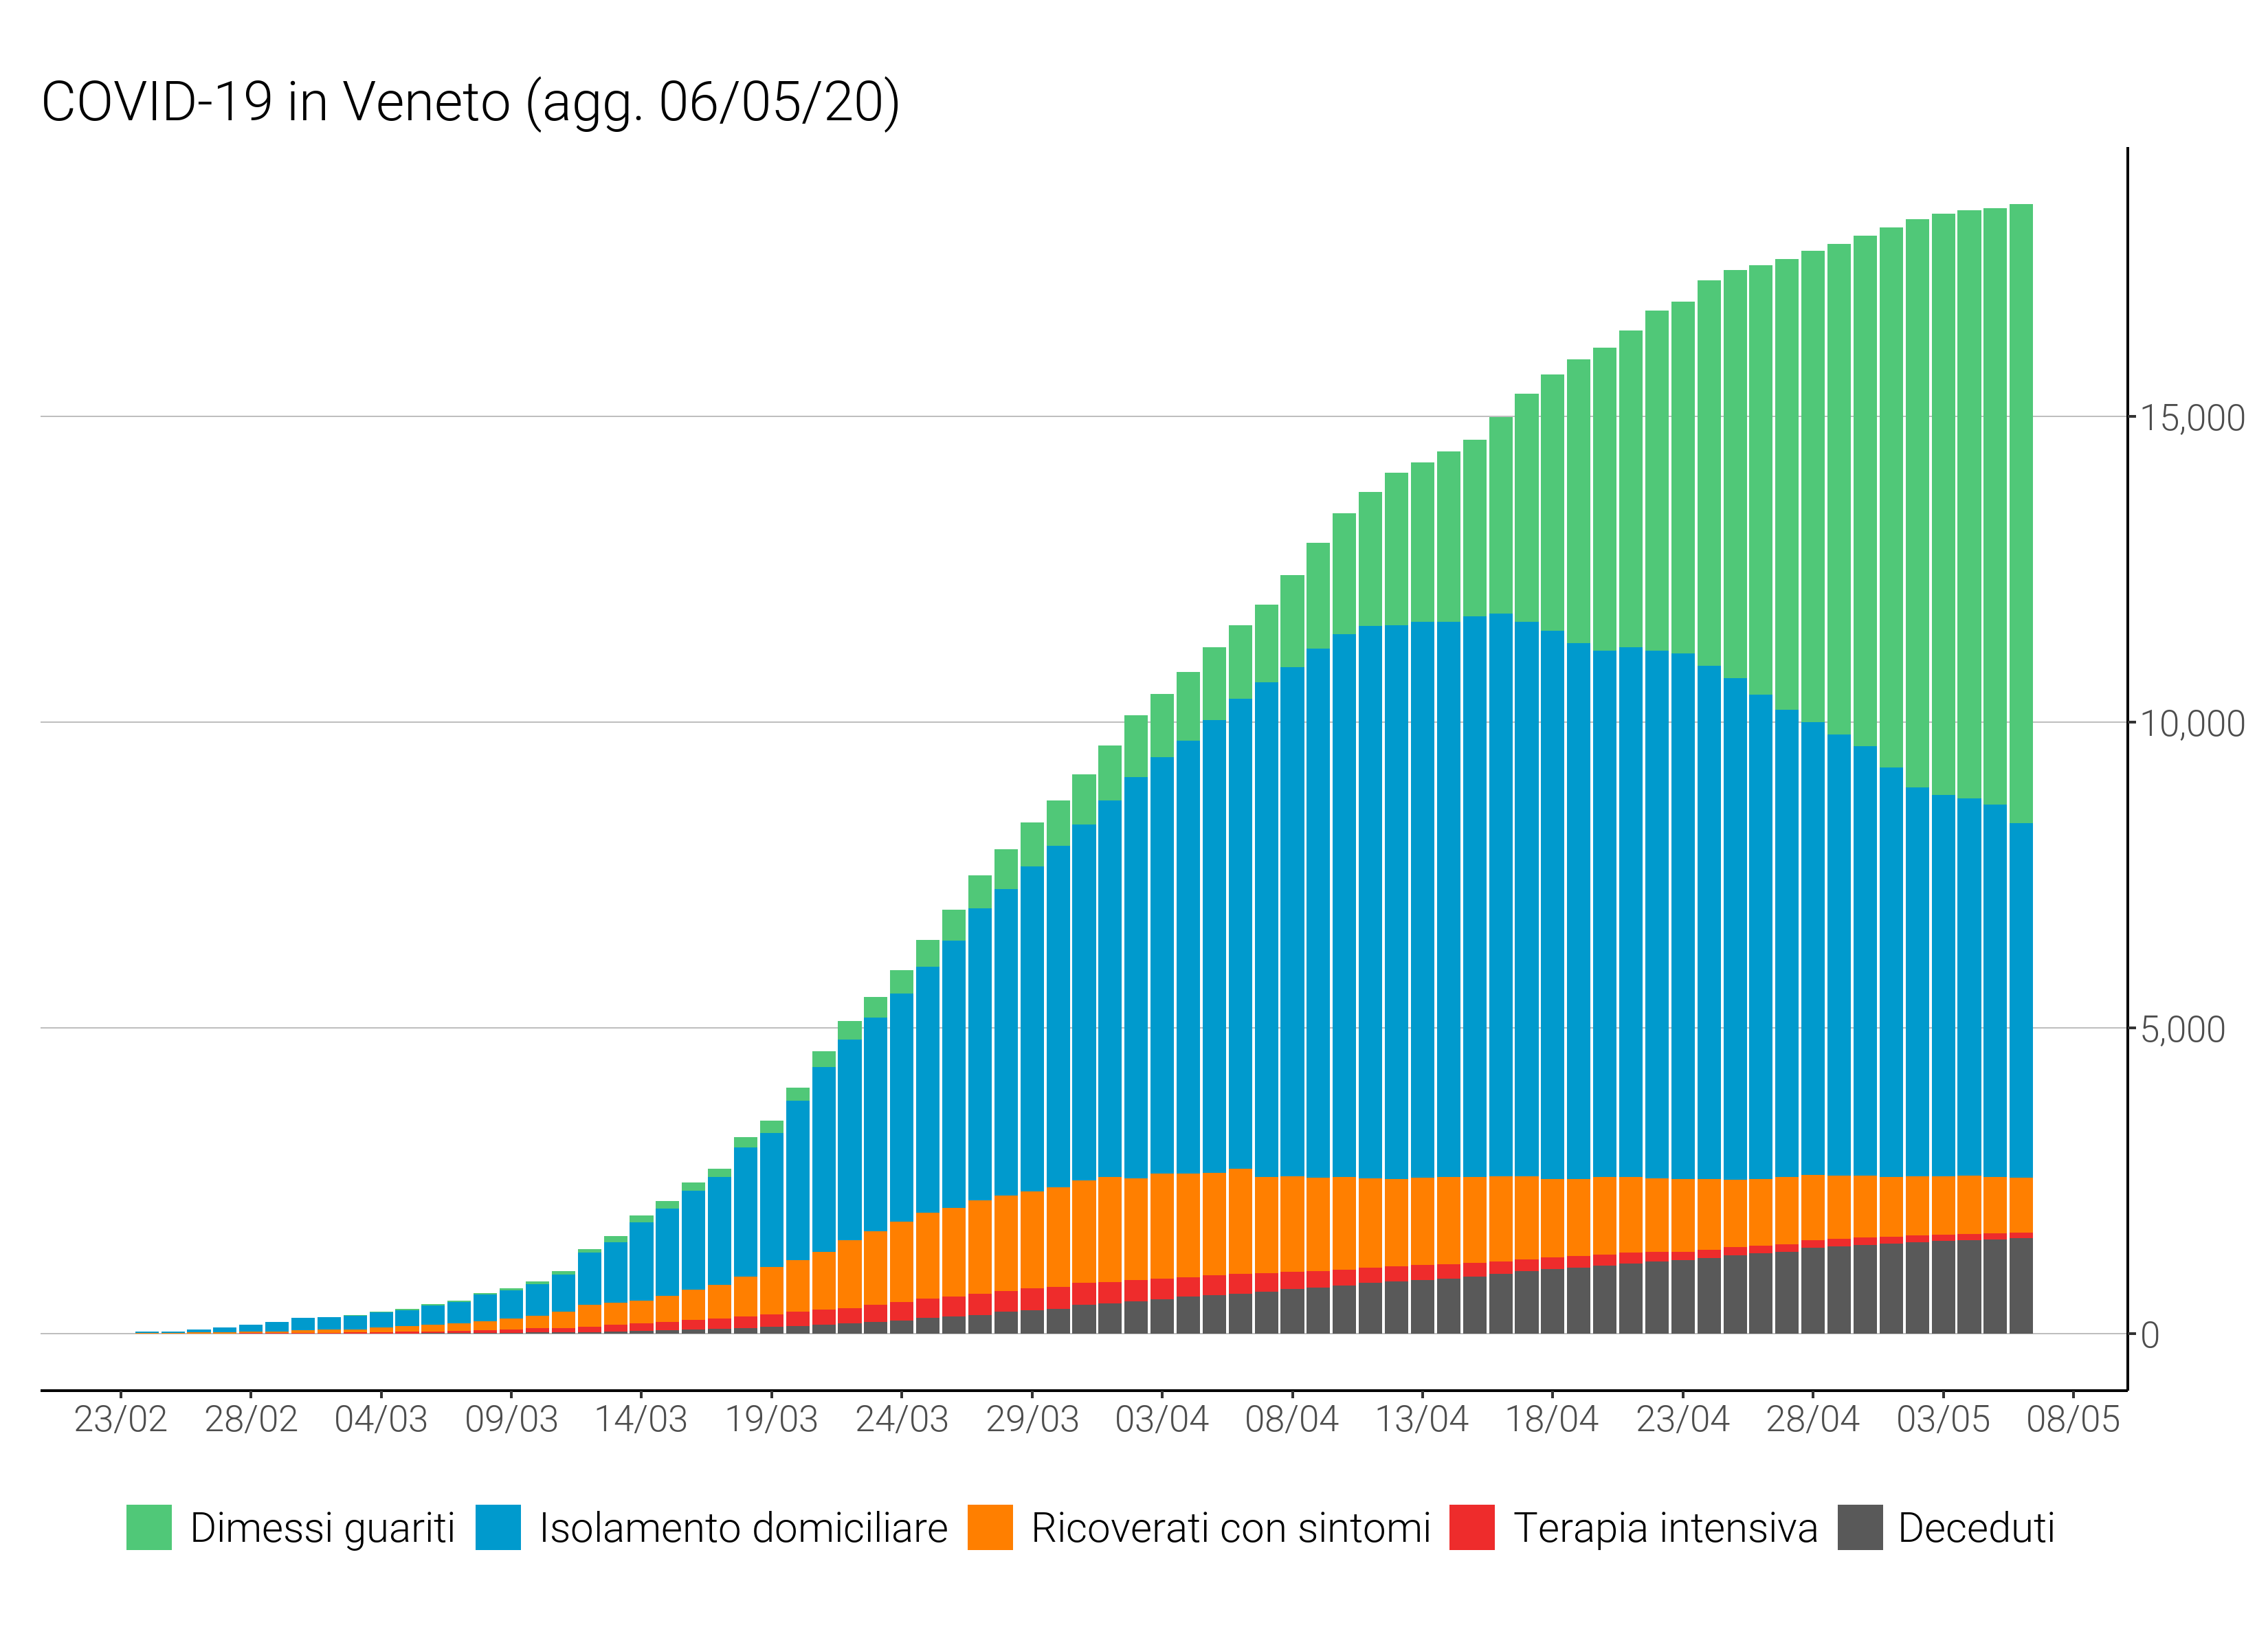 COVID-19 in Veneto (agg. 06/05/20)
15,000
10,000
5,000
0
23/02 28/02 04/03 09/03 14/03 19/03 24/03 29/03 03/04 08/04 13/04 18/04 23/04 28/04 03/05 08/05
Dimessi guariti Isolamento domiciliare Ricoverati con sintomi Terapia intensiva Deceduti